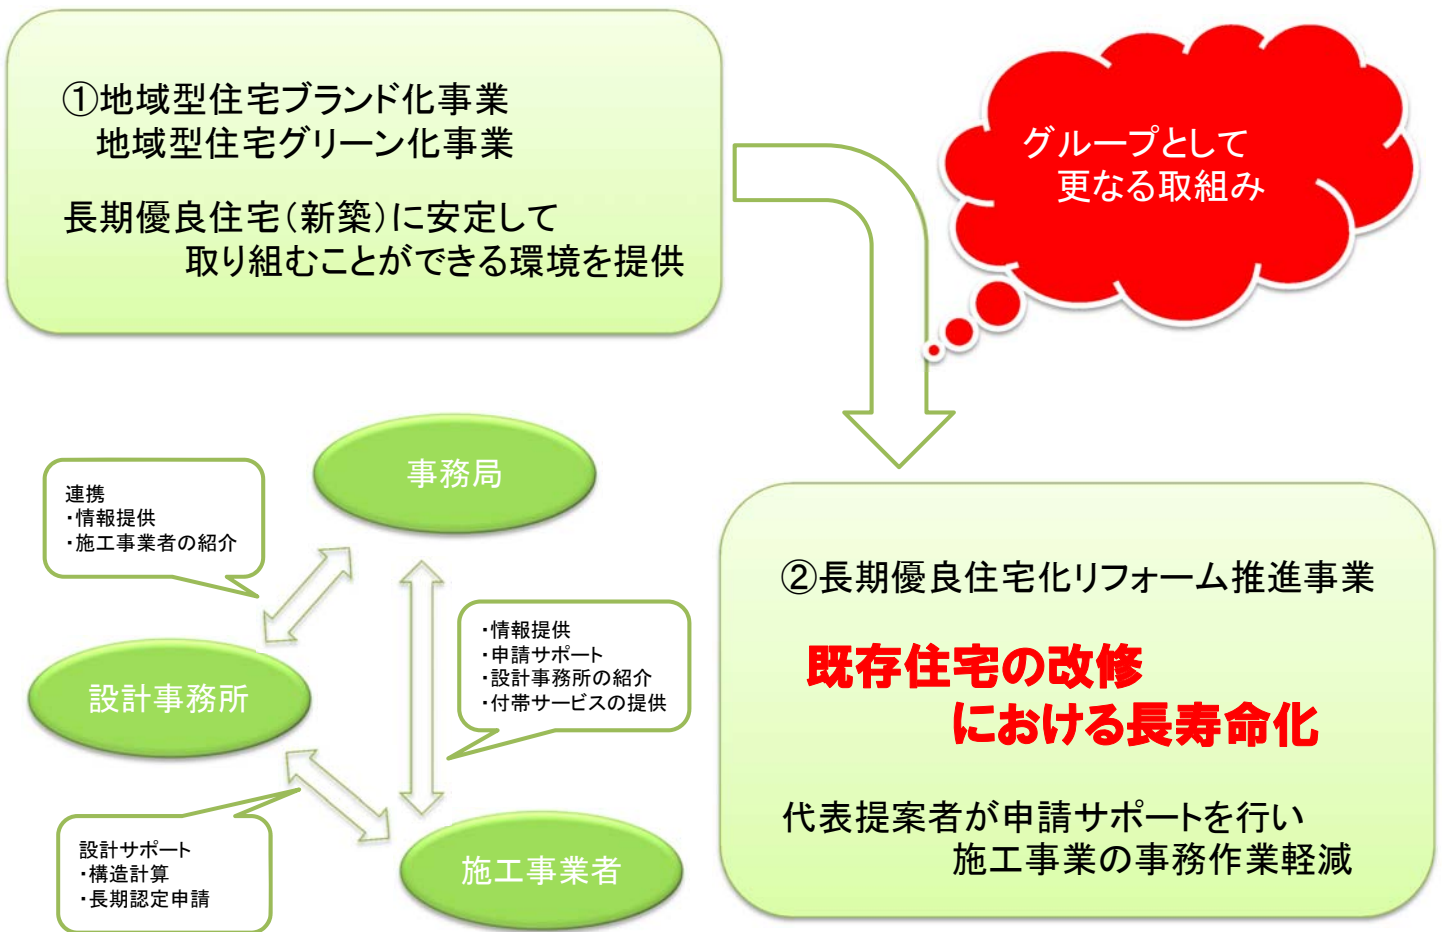 ①地域型住宅ブランド化事業
地域型住宅グリーン化事業
長期優良住宅(新築)に安定して
取り組むことができる環境を提供
グループとして
更なる取組み
事務局
連携
・情報提供
・施工事業者の紹介
・情報提供
・申請サポート
・設計事務所の紹介
・付帯サービスの提供
設計事務所
設計サポート
・構造計算
・長期認定申請
施工事業者
②長期優良住宅化リフォーム推進事業
既存住宅の改修
における長寿命化
代表提案者が申請サポートを行い
施工事業の事務作業軽減